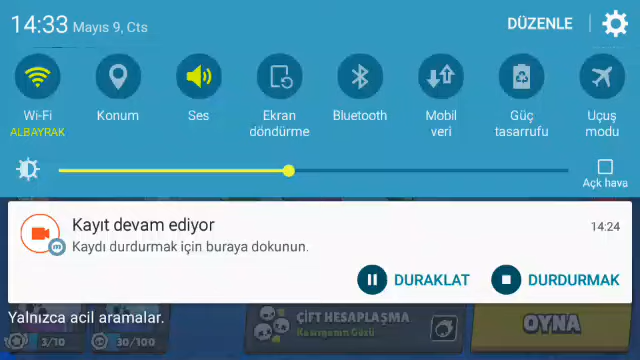 14:33 Mayıs 9, Cts
DÜZENLE
Wi-Fi
ALBAYRAK
Konum
Ses
Ekran
döndürme
Bluetooth
Mobil
veri
Güç
tasarrufu
Uçuş
modu
Açk hava
Kayıt devam ediyor
14:24
Kaydı durdurmak için buraya dokunun.
DURAKLAT
DURDURMAK
Yalnızca acil aramalar.
ÇİFT HESAPLAŞMA
Kasırganın Gözü
OYNA
3/10
30/100